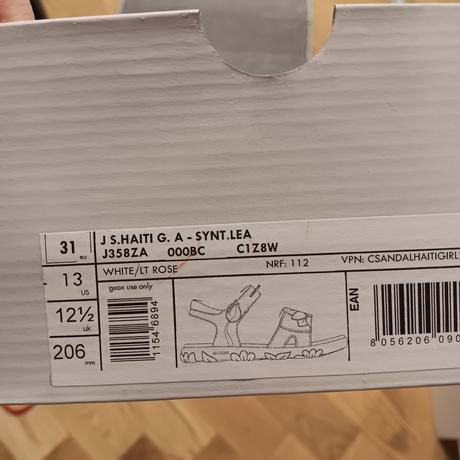 31 eu
J S.HAITI G. A - SYNT.LEA
J358ZA 000BC C1Z8W
13 us
WHITE/LT ROSE NRF: 112 VPN: CSANDALHAITIGIRL
geox use only
12½ uk
206 mm
1154 6894
EAN
8 056206 090